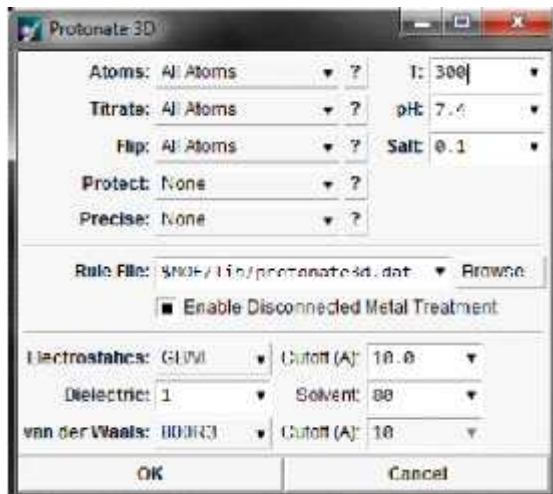 Protonate 3D
Atoms: All Atoms ? T: 300
Titrate: All Atoms ? pH: 7.4
Flip: All Atoms ? Salt: 0.1
Protect: None ?
Precise: None ?
Rule File: $MOE/lib/protonate3d.dat Browse
Enable Disconnected Metal Treatment
Electrostatics: GB/VI Cutoff (A): 10.0
Dielectric: 1 Solvent: 80
van der Waals: 800R3 Cutoff (A): 10
OK Cancel